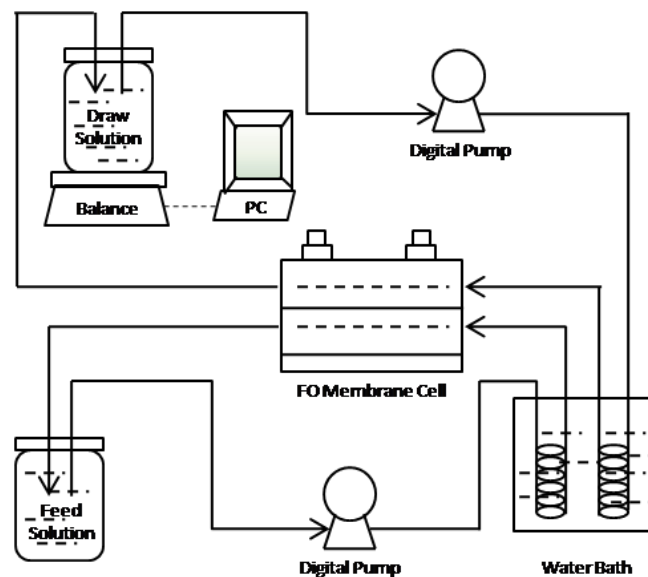 Draw
Solution
Digital Pump
Balance
PC
FO Membrane Cell
Feed
Solution
Digital Pump
Water Bath